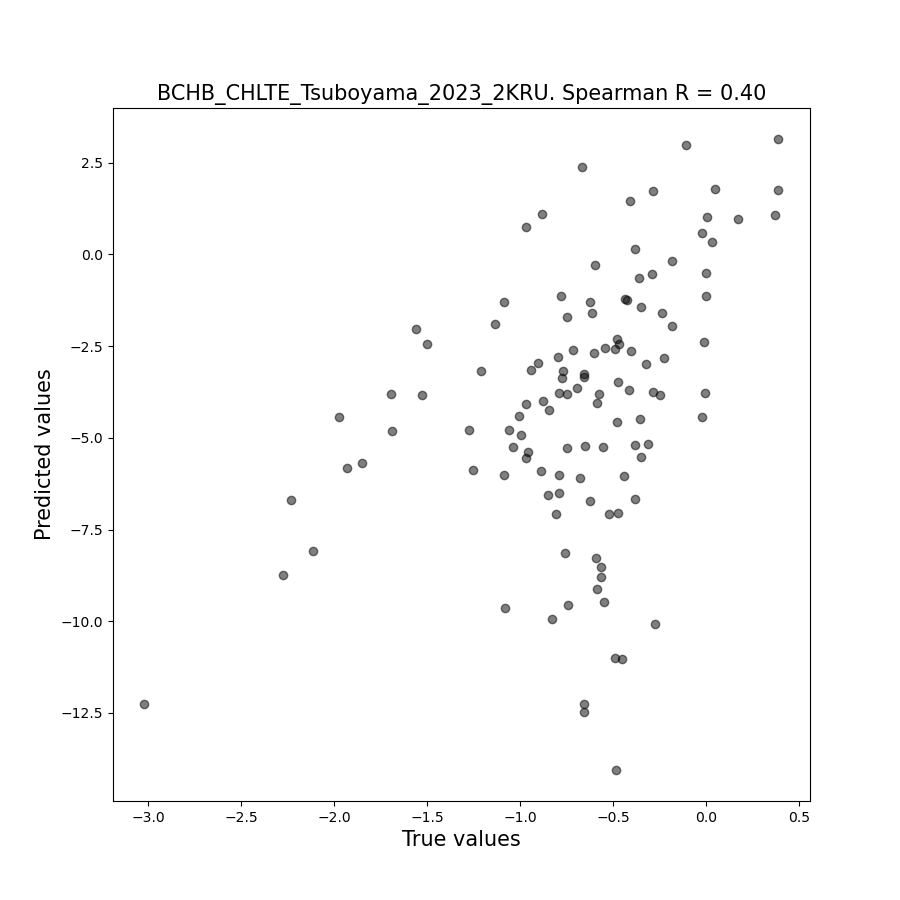 BCHB_CHLTE_Tsuboyama_2023_2KRU. Spearman R = 0.40
2.5
0.0
−2.5
−5.0
−7.5
−10.0
−12.5
Predicted values
−3.0 −2.5 −2.0 −1.5 −1.0 −0.5 0.0 0.5
True values